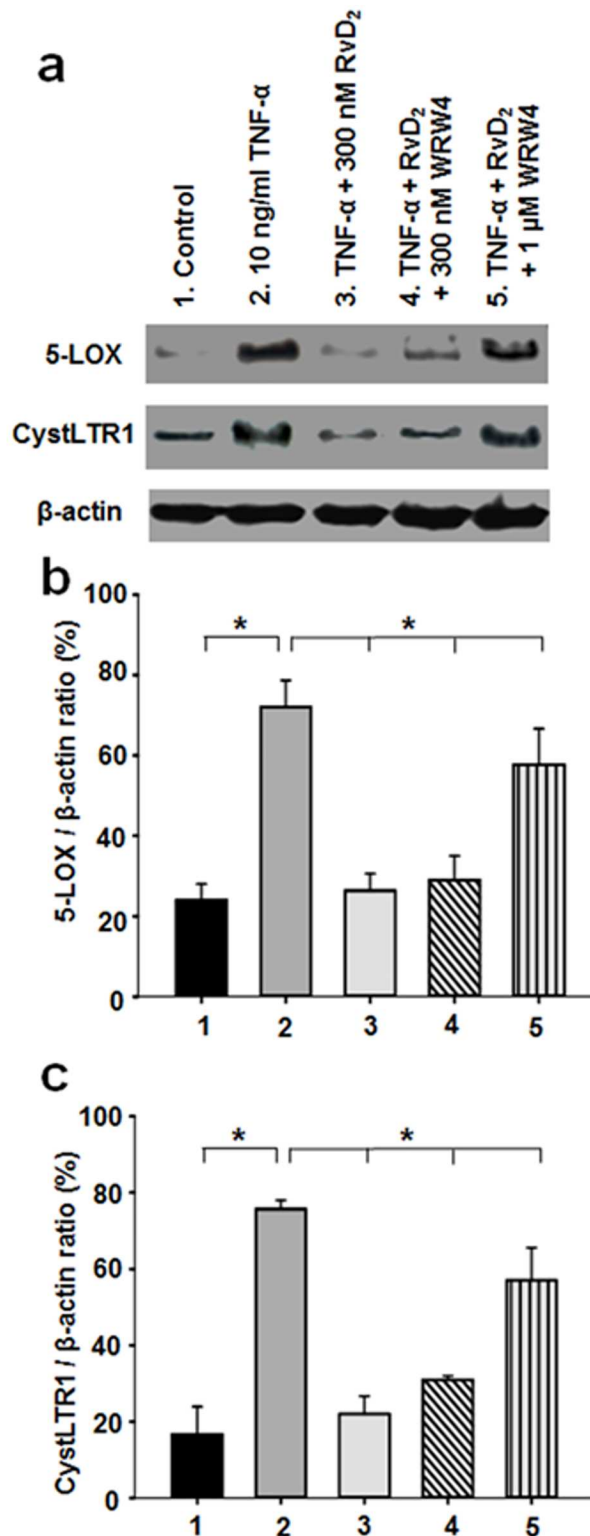 a
1. Control
2. 10 ng/ml TNF-α
3. TNF-α + 300 nM RvD₂
4. TNF-α + RvD₂
+ 300 nM WRW4
5. TNF-α + RvD₂
+ 1 µM WRW4
5-LOX
CystLTR1
β-actin
b
5-LOX / β-actin ratio (%)
100
80
60
40
20
0
* *
1 2 3 4 5
c
CystLTR1 / β-actin ratio (%)
100
80
60
40
20
0
* *
1 2 3 4 5